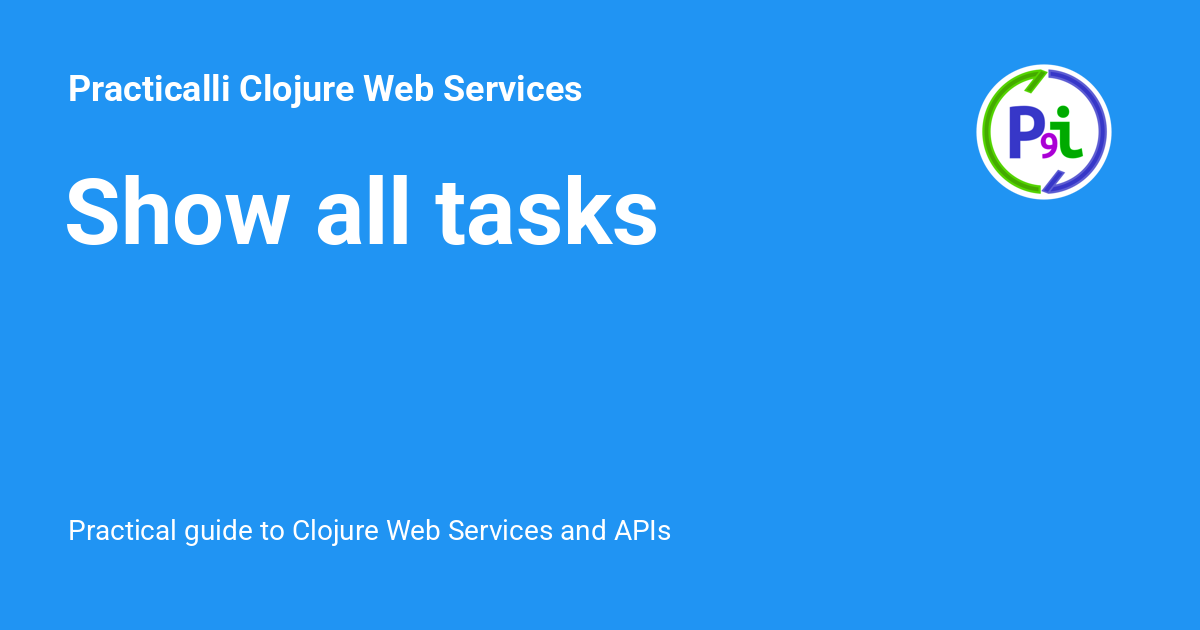 Practicalli Clojure Web Services
P9i
Show all tasks
Practical guide to Clojure Web Services and APIs